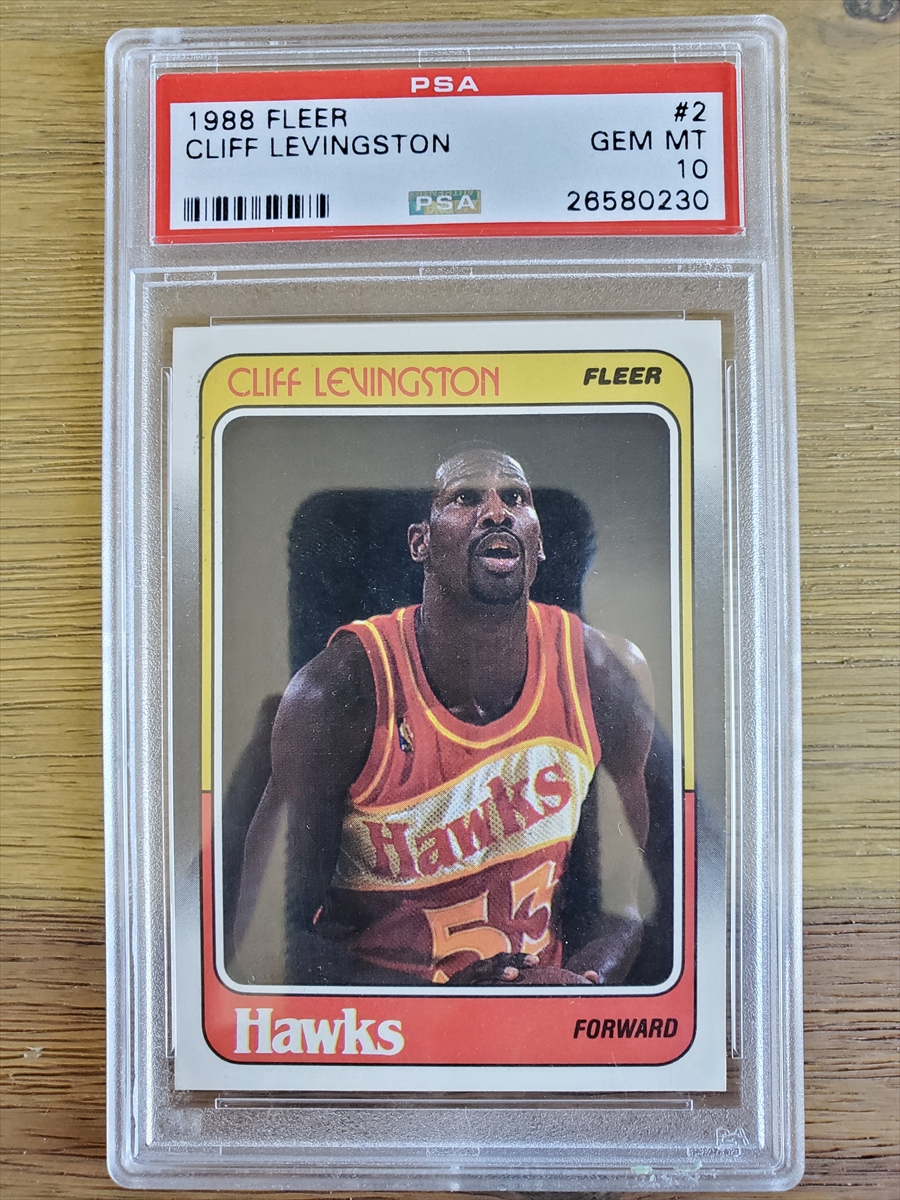 PSA
1988 FLEER #2
CLIFF LEVINGSTON GEM MT
10
PSA 26580230
CLIFF LEVINGSTON FLEER
Hawks
53
Hawks FORWARD